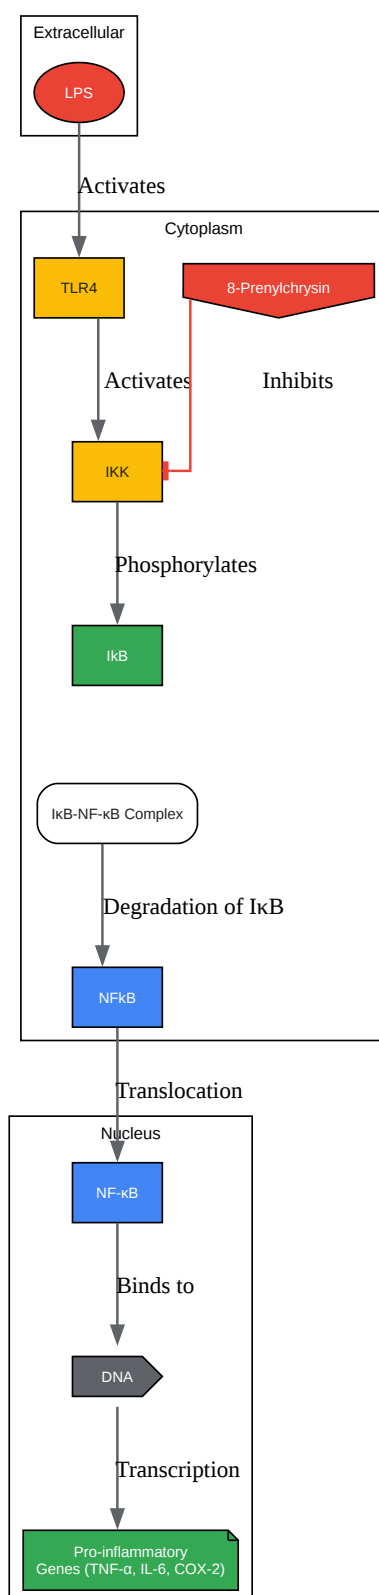 Extracellular
LPS
Activates
Cytoplasm
TLR4
8-Prenylchrysin
Activates
Inhibits
IKK
Phosphorylates
IkB
IκB-NF-κB Complex
Degradation of IκB
NFkB
Translocation
Nucleus
NF-κB
Binds to
DNA
Transcription
Pro-inflammatory
Genes (TNF-α, IL-6, COX-2)